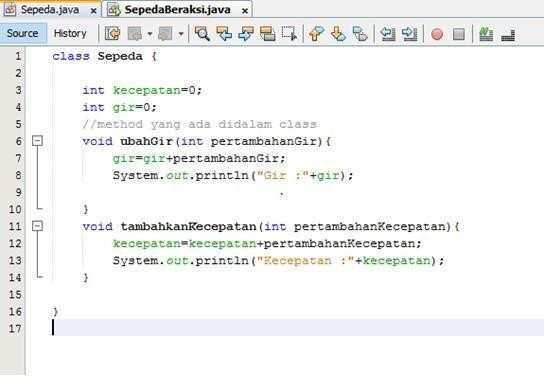 Sepeda.java x SepedaBeraksi.java x
Source History
1 class Sepeda {
2
3 int kecepatan=0;
4 int gir=0;
5 //method yang ada didalam class
6 void ubahGir(int pertambahanGir){
7 gir=gir+pertambahanGir;
8 System.out.println("Gir :"+gir);
9 .
10 }
11 void tambahkanKecepatan(int pertambahanKecepatan){
12 kecepatan=kecepatan+pertambahanKecepatan;
13 System.out.println("Kecepatan :"+kecepatan);
14 }
15
16 }
17